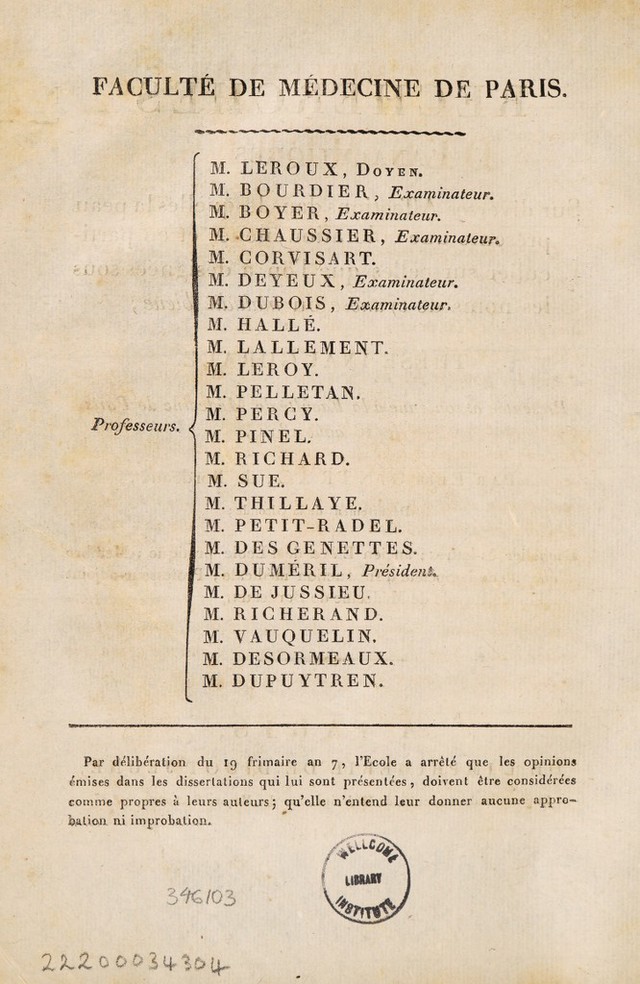 FACULTÉ DE MÉDECINE DE PARIS.
M. LEROUX, DOYEN.
M. BOURDIER, Examinateur.
M. BOYER, Examinateur.
M. CHAUSSIER, Examinateur.
M. CORVISART.
M. DEYEUX, Examinateur.
M. DUBOIS, Examinateur.
M. HALLÉ.
M. LALLEMENT.
M. LEROY.
M. PELLETAN.
M. PERCY.
Professeurs.
M. PINEL.
M. RICHARD.
M. SUE.
M. THILLAYE.
M. PETIT-RADEL.
M. DES GENETTES.
M. DUMÉRIL, Président.
M. DE JUSSIEU.
M. RICHERAND.
M. VAUQUELIN.
M. DESORMEAUX.
M. DUPUYTREN.
Par délibération du 19 frimaire an 7, l'Ecole a arrêté que les opinions
émises dans les dissertations qui lui sont présentées, doivent être considérées
comme propres à leurs auteurs; qu'elle n'entend leur donner aucune appro-
bation ni improbation.
WELLCOME
LIBRARY
INSTITUTE
346103
22200034304